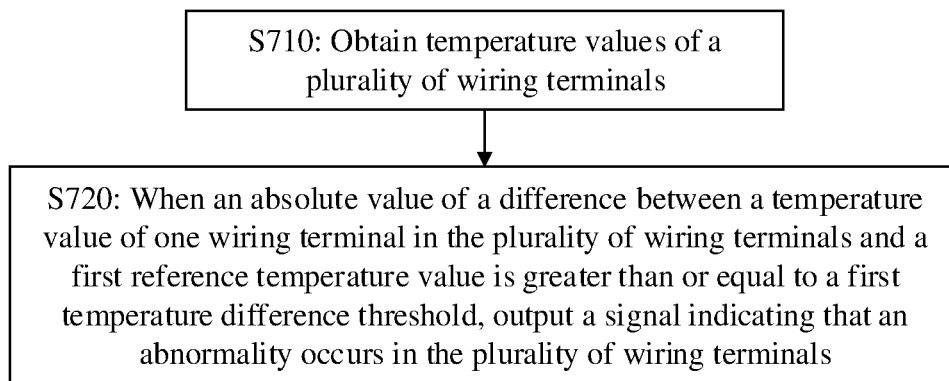 S710: Obtain temperature values of a
plurality of wiring terminals
S720: When an absolute value of a difference between a temperature
value of one wiring terminal in the plurality of wiring terminals and a
first reference temperature value is greater than or equal to a first
temperature difference threshold, output a signal indicating that an
abnormality occurs in the plurality of wiring terminals